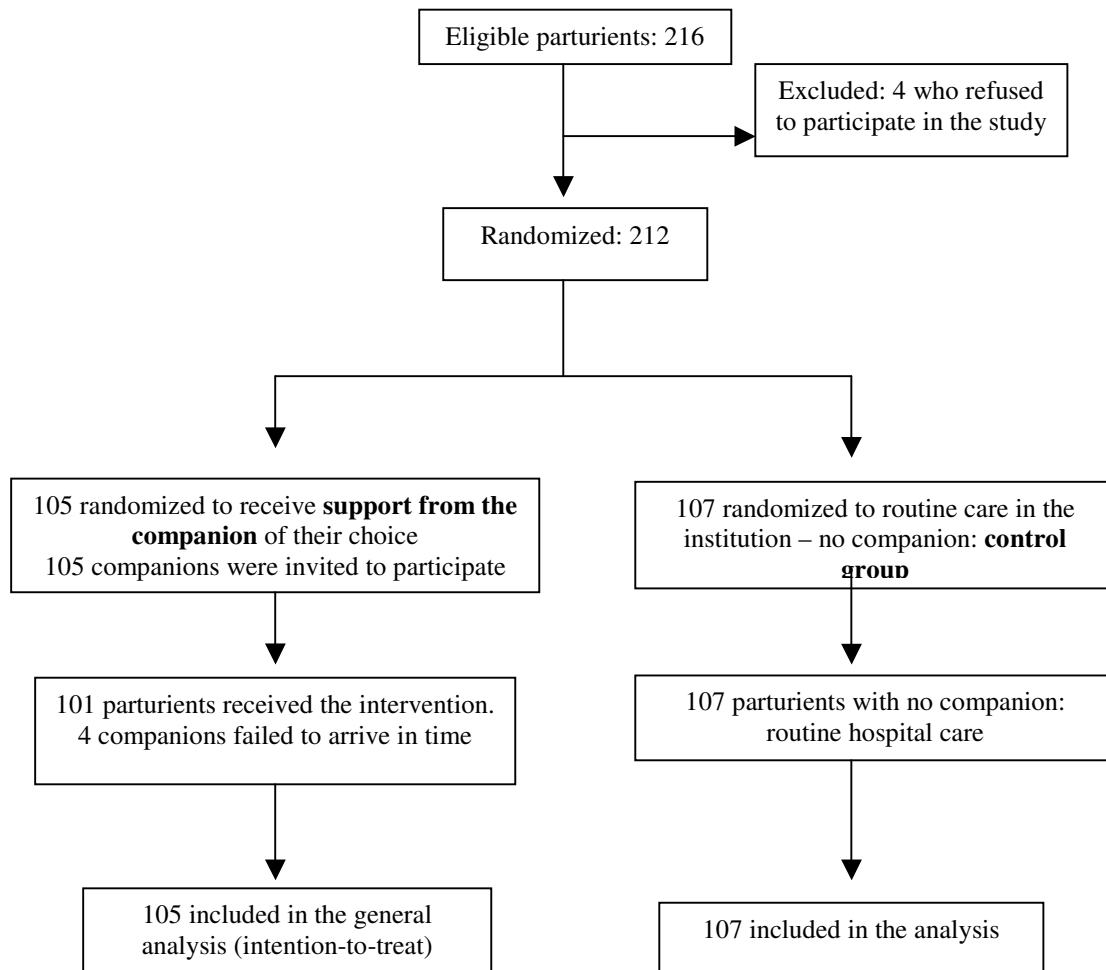 Eligible parturients: 216
Excluded: 4 who refused
to participate in the study
Randomized: 212
105 randomized to receive support from the
companion of their choice
105 companions were invited to participate
107 randomized to routine care in the
institution – no companion: control
group
101 parturients received the intervention.
4 companions failed to arrive in time
107 parturients with no companion:
routine hospital care
105 included in the general
analysis (intention-to-treat)
107 included in the analysis